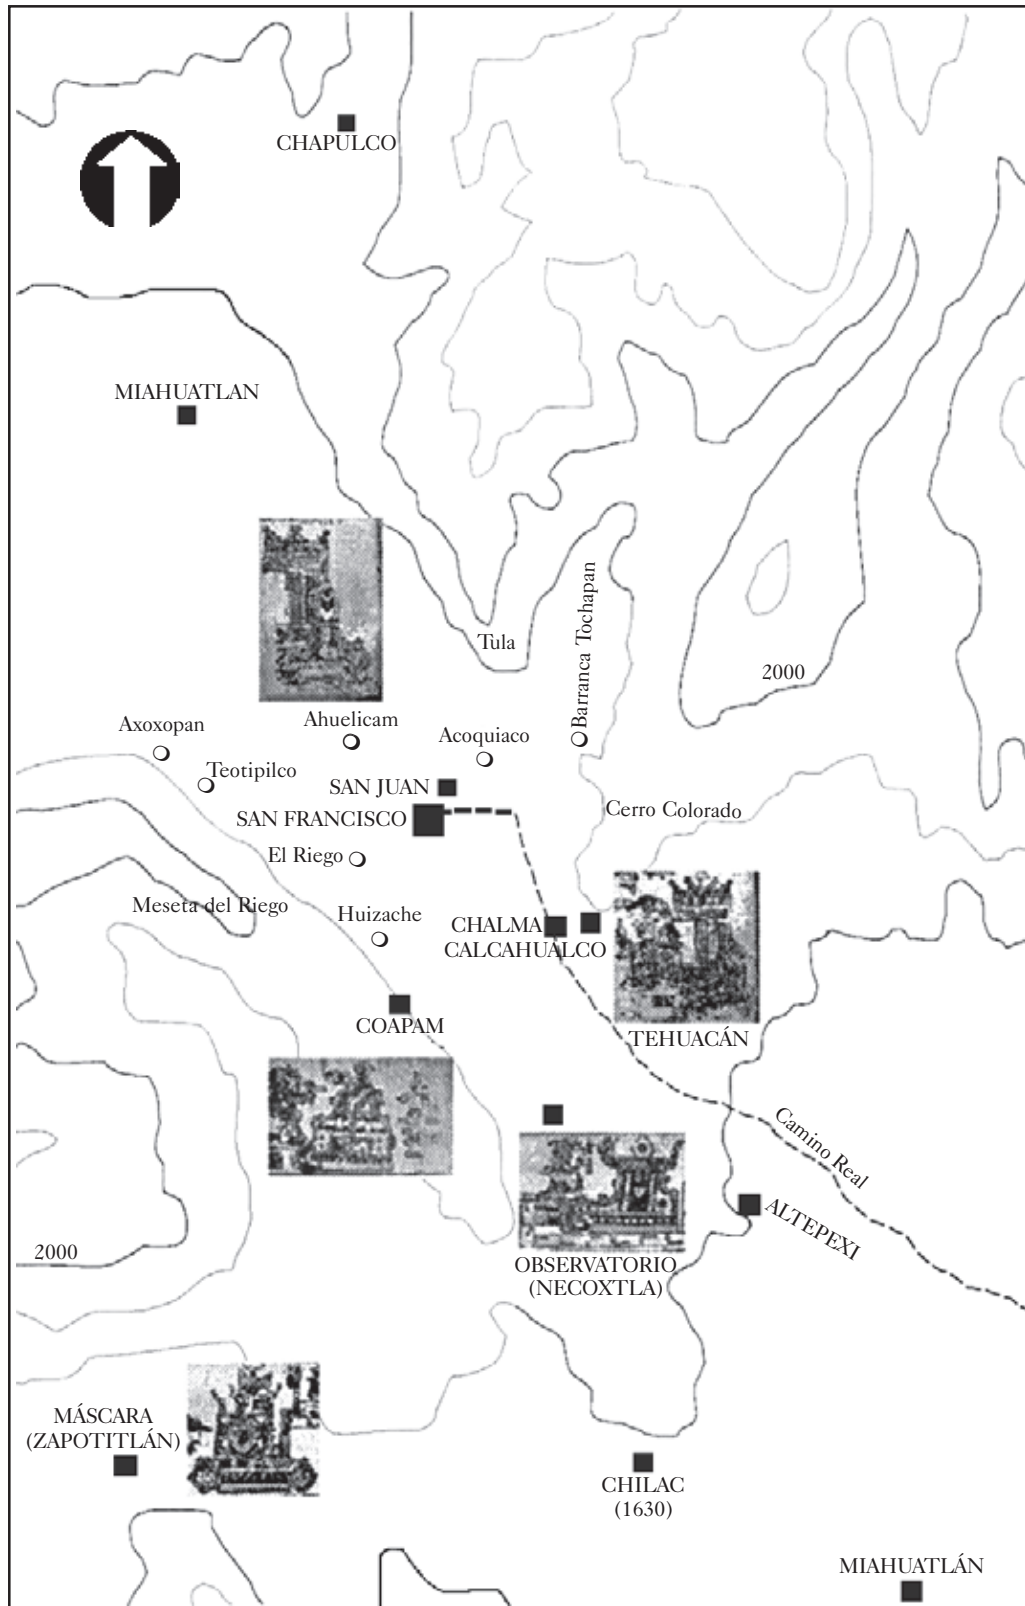 CHAPULCO
MIAHUATLAN
Tula
Barranca Tochapan
2000
Axoxopan
Ahuelicam
Acoquiaco
Teotipilco
SAN JUAN
SAN FRANCISCO
Cerro Colorado
El Riego
Meseta del Riego
Huizache
CHALMA
CALCAHUALCO
COAPAM
TEHUACÁN
Camino Real
ALTEPEXI
2000
OBSERVATORIO
(NECOXTLA)
MÁSCARA
(ZAPOTITLÁN)
CHILAC
(1630)
MIAHUATLÁN